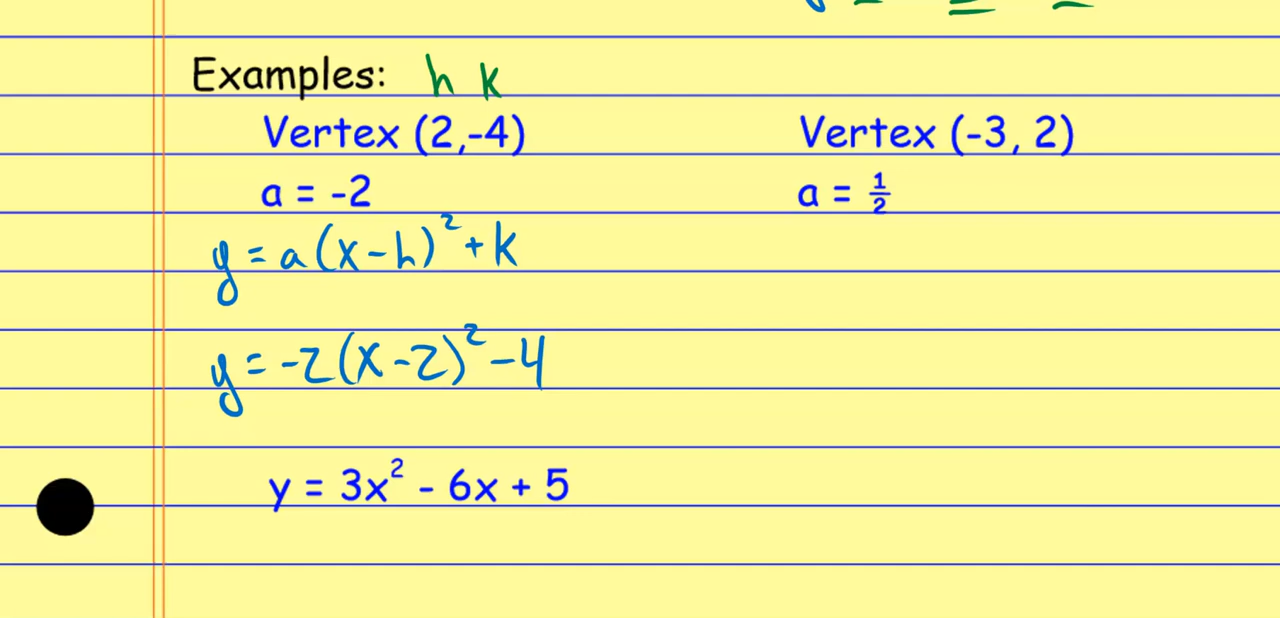 Examples: h k
Vertex (2,-4)
a = -2
y = a(x-h)² + k
y = -2(x-2)² - 4
Vertex (-3, 2)
a = ½
y = 3x² - 6x + 5